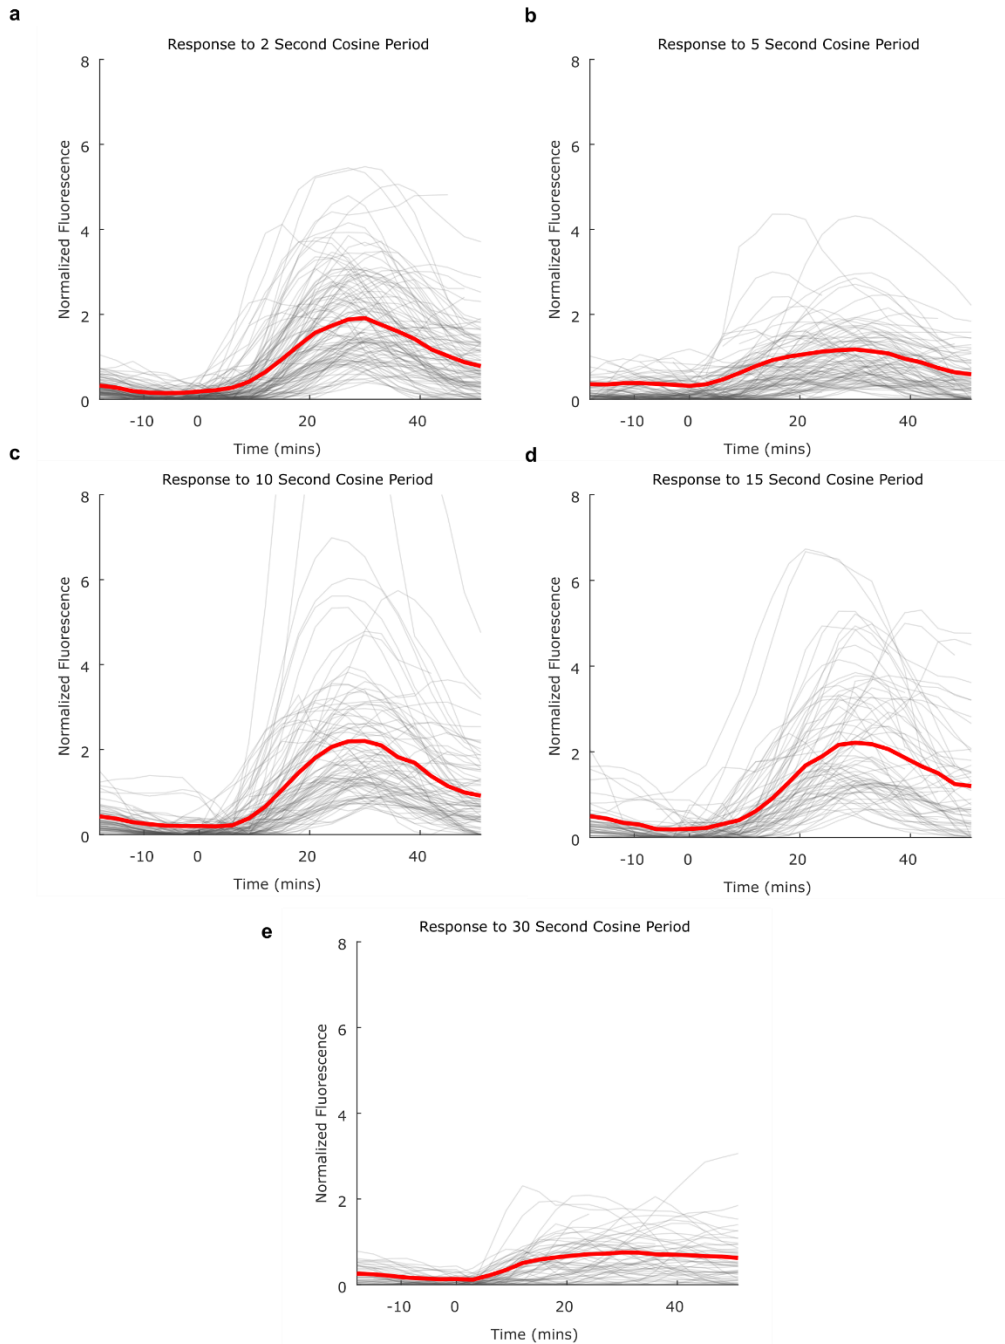 a
Response to 2 Second Cosine Period
8
6
4
2
0
Normalized Fluorescence
-10 0 20 40
Time (mins)
b
Response to 5 Second Cosine Period
8
6
4
2
0
Normalized Fluorescence
-10 0 20 40
Time (mins)
c
Response to 10 Second Cosine Period
8
6
4
2
0
Normalized Fluorescence
-10 0 20 40
Time (mins)
d
Response to 15 Second Cosine Period
8
6
4
2
0
Normalized Fluorescence
-10 0 20 40
Time (mins)
e
Response to 30 Second Cosine Period
8
6
4
2
0
Normalized Fluorescence
-10 0 20 40
Time (mins)